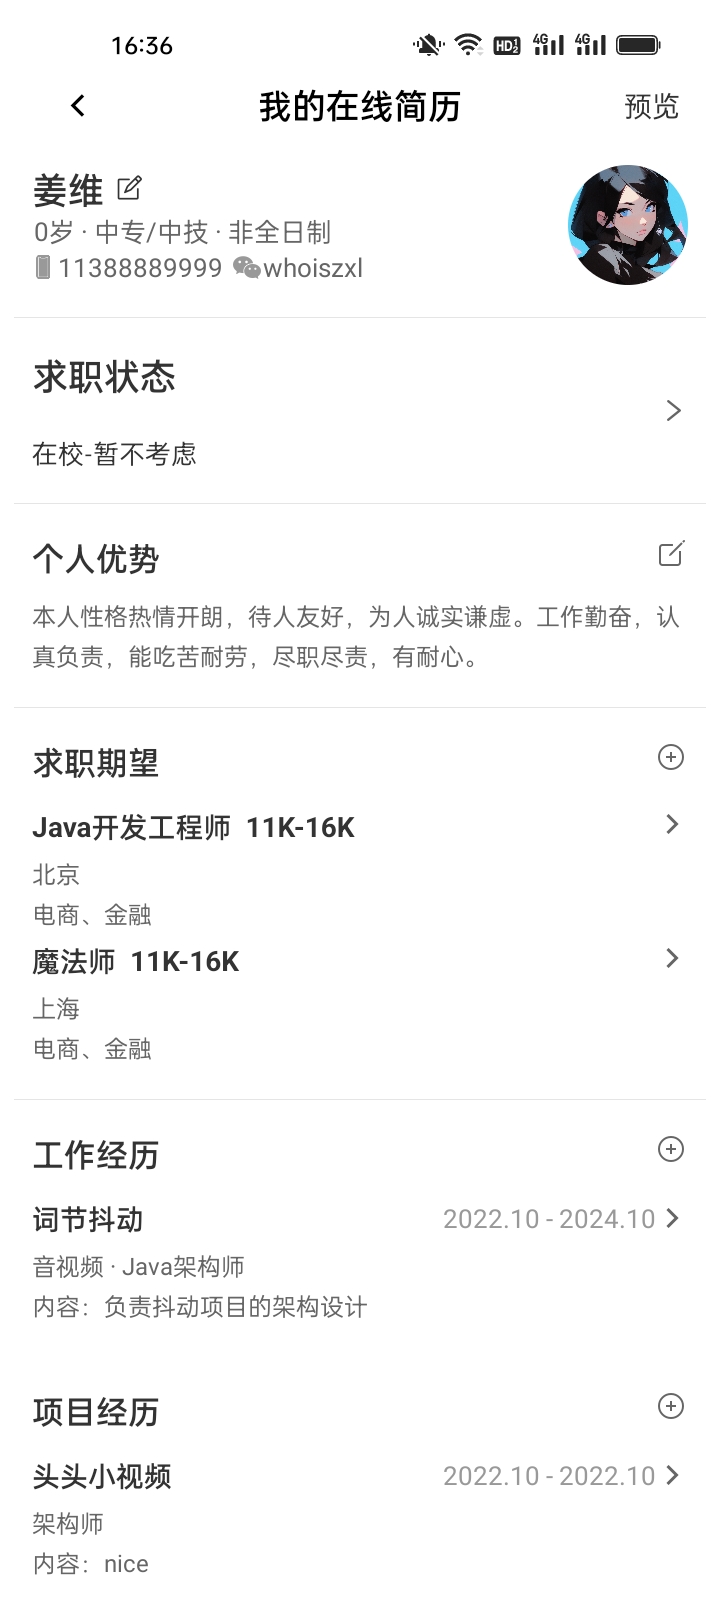 16:36
HD 1 2 4G 4G
我的在线简历
预览
姜维
0岁 · 中专/中技 · 非全日制
11388889999 whoiszxl
求职状态
在校-暂不考虑
个人优势
本人性格热情开朗，待人友好，为人诚实谦虚。工作勤奋，认
真负责，能吃苦耐劳，尽职尽责，有耐心。
求职期望
Java开发工程师 11K-16K
北京
电商、金融
魔法师 11K-16K
上海
电商、金融
工作经历
词节抖动 2022.10 - 2024.10
音视频 · Java架构师
内容：负责抖动项目的架构设计
项目经历
头头小视频 2022.10 - 2022.10
架构师
内容：nice